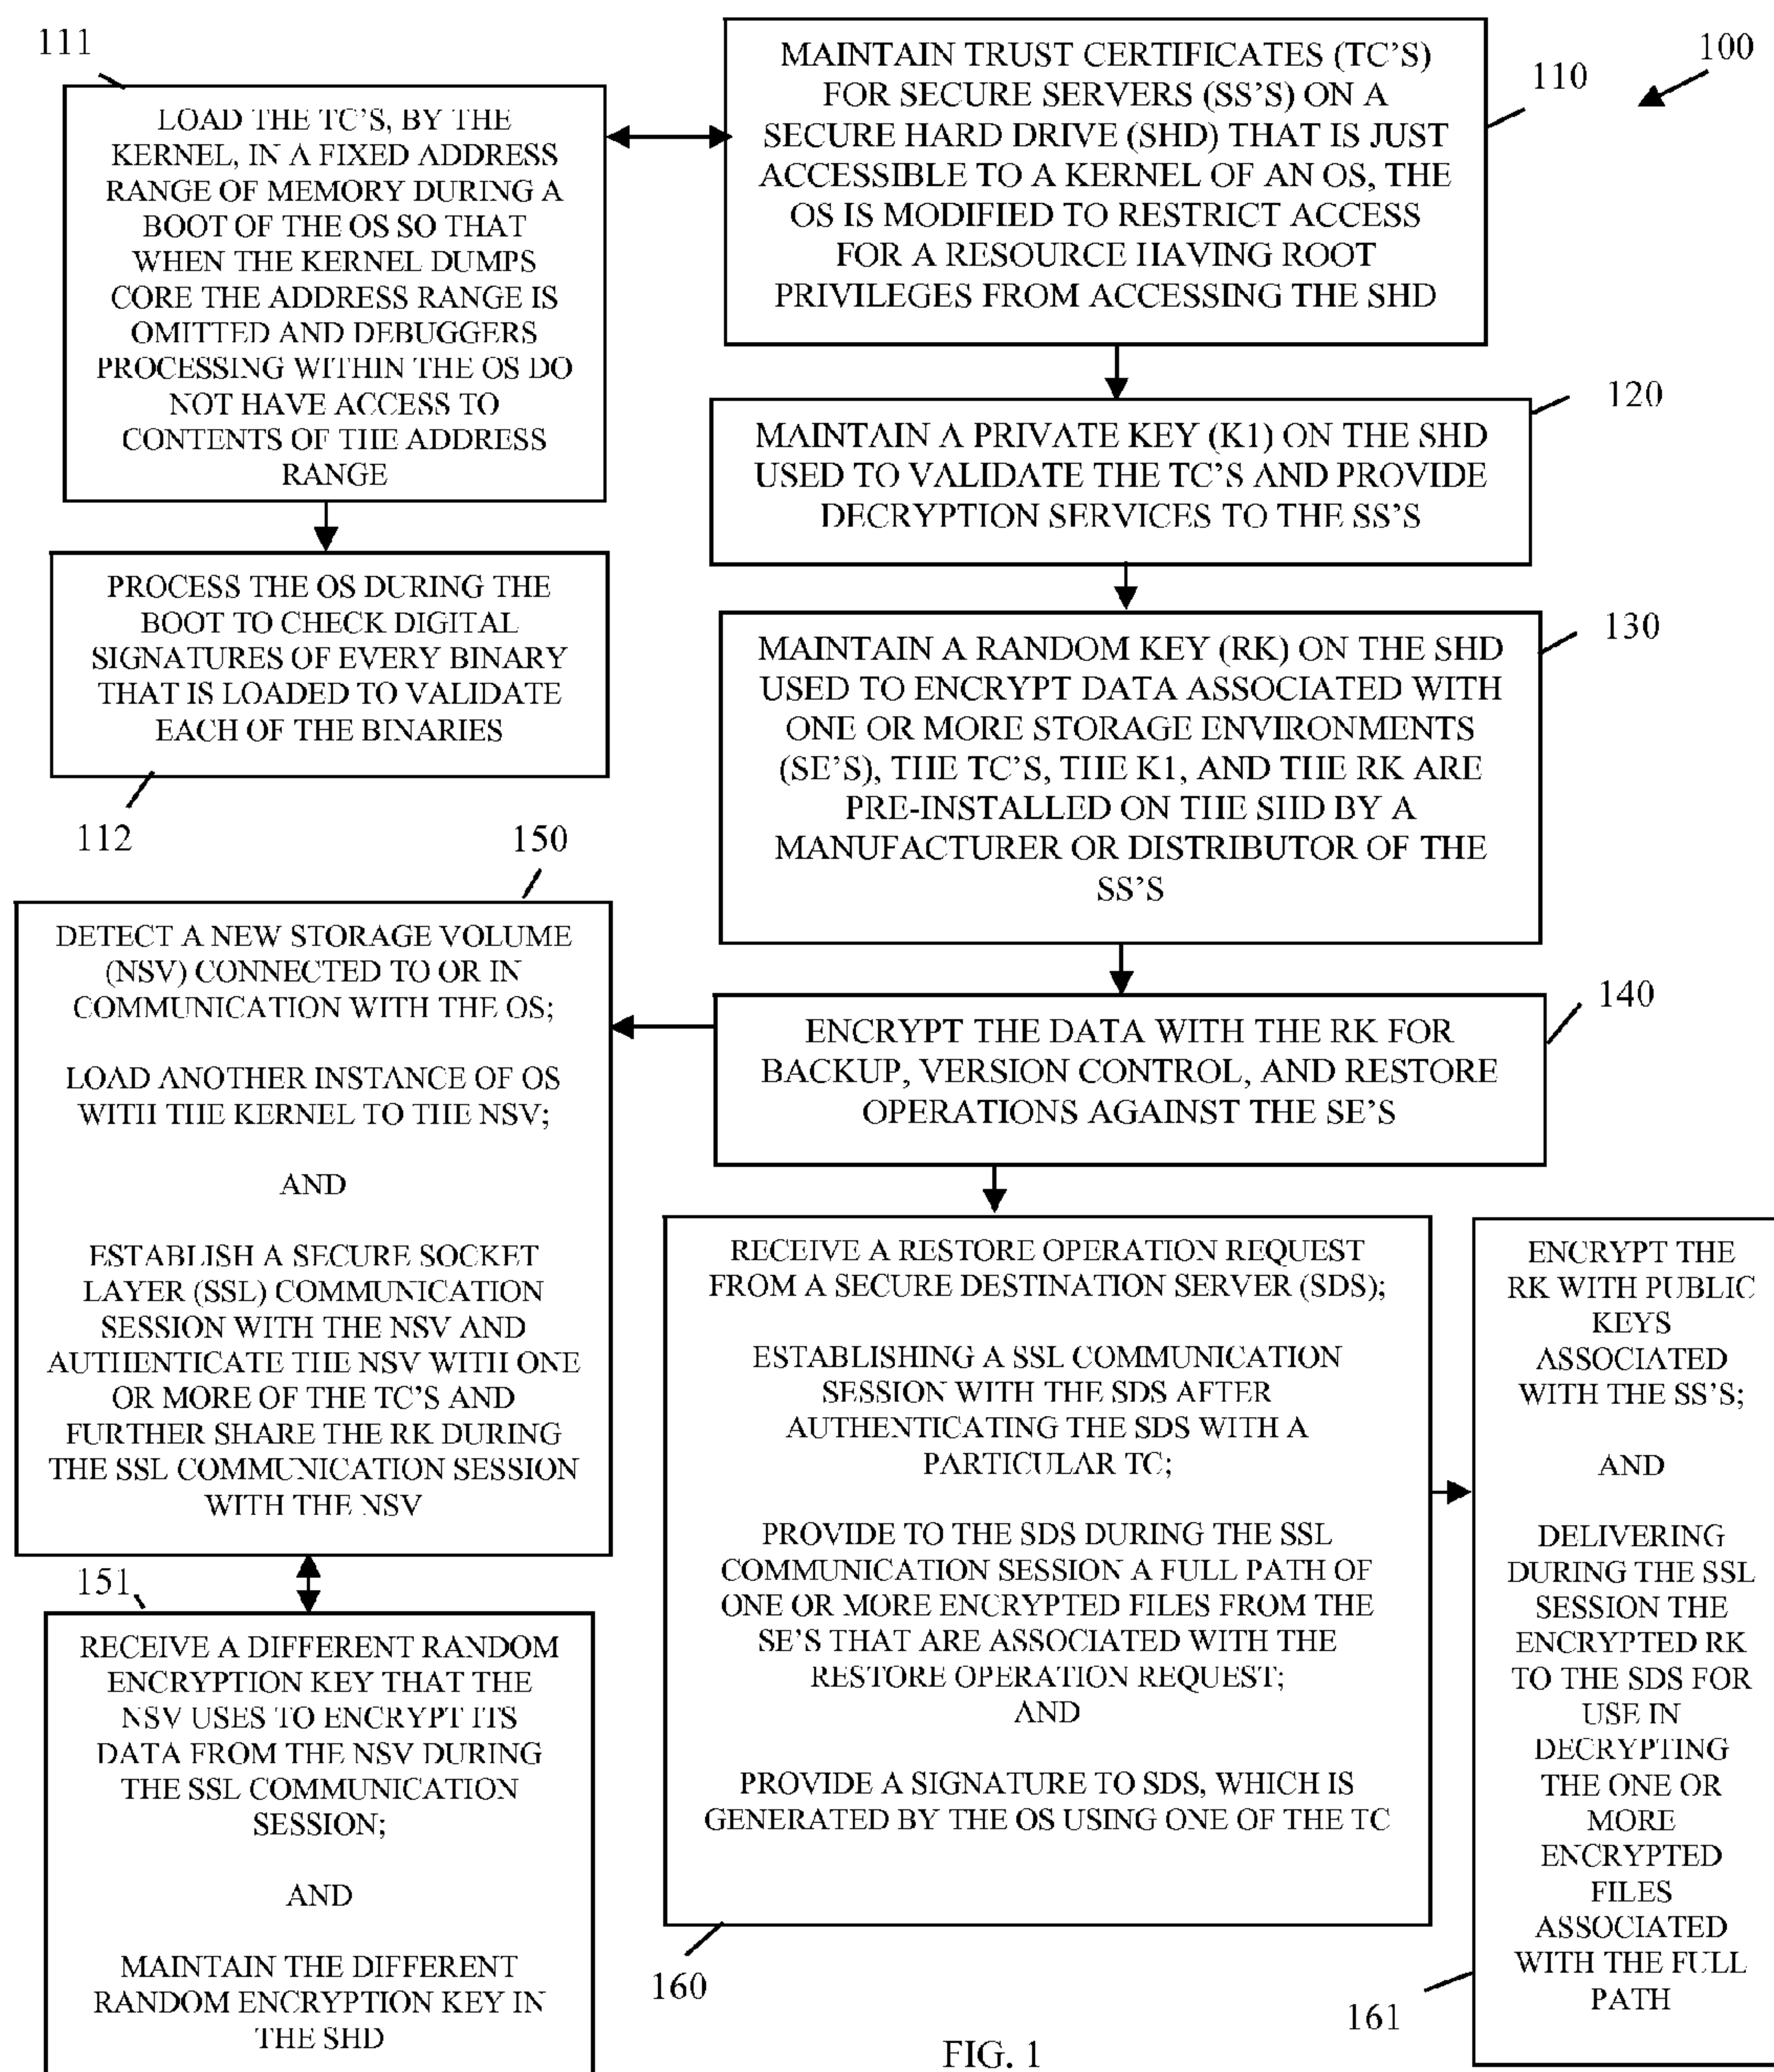 111
LOAD THE TC'S, BY THE
KERNEL, IN A FIXED ADDRESS
RANGE OF MEMORY DURING A
BOOT OF THE OS SO THAT
WHEN THE KERNEL DUMPS
CORE THE ADDRESS RANGE IS
OMITTED AND DEBUGGERS
PROCESSING WITHIN THE OS DO
NOT HAVE ACCESS TO
CONTENTS OF THE ADDRESS
RANGE
MAINTAIN TRUST CERTIFICATES (TC'S)
FOR SECURE SERVERS (SS'S) ON A
SECURE HARD DRIVE (SHD) THAT IS JUST
ACCESSIBLE TO A KERNEL OF AN OS, THE
OS IS MODIFIED TO RESTRICT ACCESS
FOR A RESOURCE HAVING ROOT
PRIVILEGES FROM ACCESSING THE SHD
110
100
PROCESS THE OS DURING THE
BOOT TO CHECK DIGITAL
SIGNATURES OF EVERY BINARY
THAT IS LOADED TO VALIDATE
EACH OF THE BINARIES
112
MAINTAIN A PRIVATE KEY (K1) ON THE SHD
USED TO VALIDATE THE TC'S AND PROVIDE
DECRYPTION SERVICES TO THE SS'S
120
MAINTAIN A RANDOM KEY (RK) ON THE SHD
USED TO ENCRYPT DATA ASSOCIATED WITH
ONE OR MORE STORAGE ENVIRONMENTS
(SE'S), THE TC'S, THE K1, AND THE RK ARE
PRE-INSTALLED ON THE SHD BY A
MANUFACTURER OR DISTRIBUTOR OF THE
SS'S
130
ENCRYPT THE DATA WITH THE RK FOR
BACKUP, VERSION CONTROL, AND RESTORE
OPERATIONS AGAINST THE SE'S
140
150
DETECT A NEW STORAGE VOLUME
(NSV) CONNECTED TO OR IN
COMMUNICATION WITH THE OS;
LOAD ANOTHER INSTANCE OF OS
WITH THE KERNEL TO THE NSV;
AND
ESTABLISH A SECURE SOCKET
LAYER (SSL) COMMUNICATION
SESSION WITH THE NSV AND
AUTHENTICATE THE NSV WITH ONE
OR MORE OF THE TC'S AND
FURTHER SHARE THE RK DURING
THE SSL COMMUNICATION SESSION
WITH THE NSV
151
RECEIVE A DIFFERENT RANDOM
ENCRYPTION KEY THAT THE
NSV USES TO ENCRYPT ITS
DATA FROM THE NSV DURING
THE SSL COMMUNICATION
SESSION;
AND
MAINTAIN THE DIFFERENT
RANDOM ENCRYPTION KEY IN
THE SHD
RECEIVE A RESTORE OPERATION REQUEST
FROM A SECURE DESTINATION SERVER (SDS);
ESTABLISHING A SSL COMMUNICATION
SESSION WITH THE SDS AFTER
AUTHENTICATING THE SDS WITH A
PARTICULAR TC;
PROVIDE TO THE SDS DURING THE SSL
COMMUNICATION SESSION A FULL PATH OF
ONE OR MORE ENCRYPTED FILES FROM THE
SE'S THAT ARE ASSOCIATED WITH THE
RESTORE OPERATION REQUEST;
AND
PROVIDE A SIGNATURE TO SDS, WHICH IS
GENERATED BY THE OS USING ONE OF THE TC
160
ENCRYPT THE
RK WITH PUBLIC
KEYS
ASSOCIATED
WITH THE SS'S;
AND
DELIVERING
DURING THE SSL
SESSION THE
ENCRYPTED RK
TO THE SDS FOR
USE IN
DECRYPTING
THE ONE OR
MORE
ENCRYPTED
FILES
ASSOCIATED
WITH THE FULL
PATH
161
FIG. 1